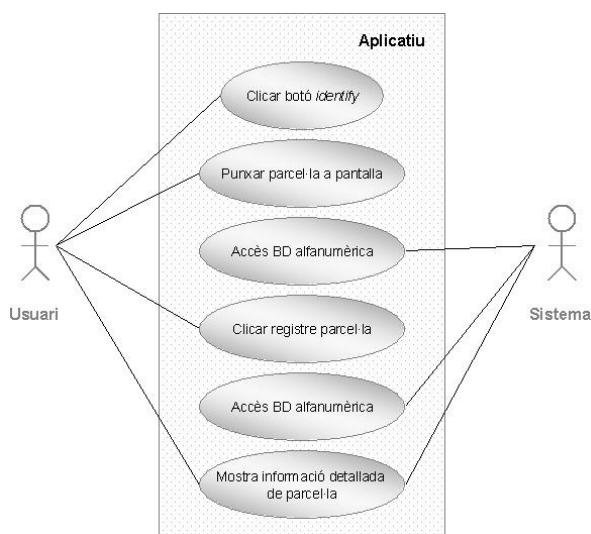 Aplicatiu
Clicar botó identify
Punxar parcel·la a pantalla
Accès BD alfanumèrica
Usuari
Sistema
Clicar registre parcel·la
Accès BD alfanumèrica
Mostra informació detallada
de parcel·la